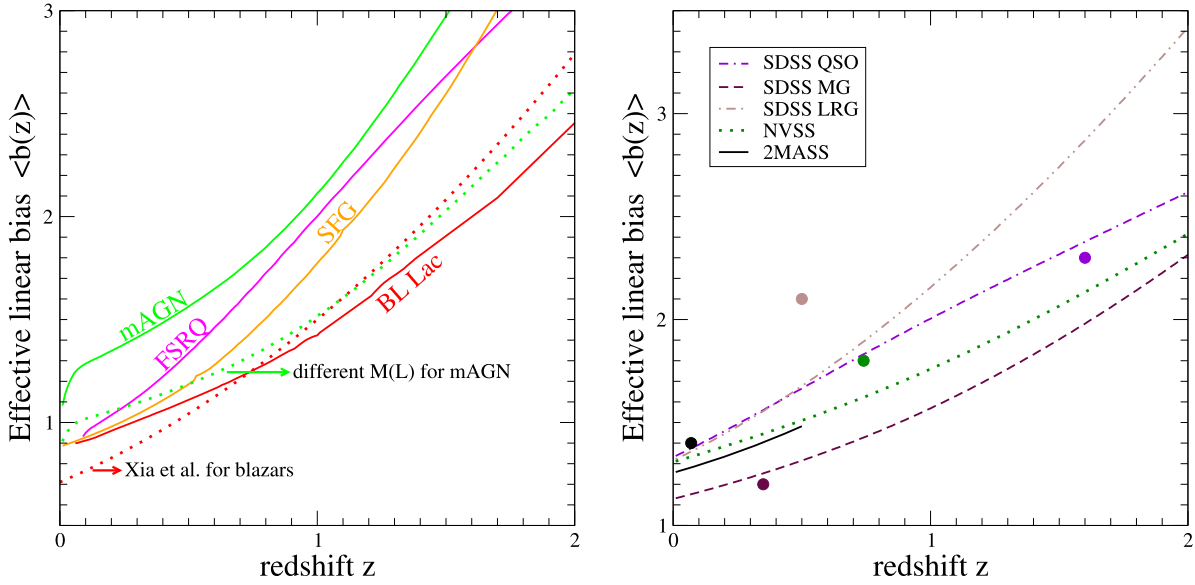 3
2
1
0
1
2
Effective linear bias <b(z)>
redshift z
mAGN
FSRQ
SFG
BL Lac
different M(L) for mAGN
Xia et al. for blazars
3
2
1
0
1
2
Effective linear bias <b(z)>
redshift z
SDSS QSO
SDSS MG
SDSS LRG
NVSS
2MASS